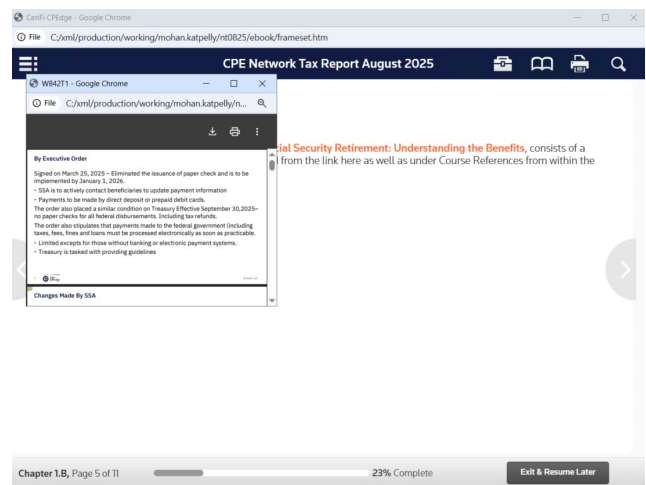 CeriFi CPEdge - Google Chrome
File C:/xml/production/working/mohan.katpelly/nt0825/ebook/frameset.htm
CPE Network Tax Report August 2025
W842T1 - Google Chrome
File C:/xml/production/working/mohan.katpelly/n...
By Executive Order
Signed on March 25, 2025 – Eliminated the issuance of paper check and is to be
implemented by January 1, 2026.
• SSA is to actively contact beneficiaries to update payment information
• Payments to be made by direct deposit or prepaid debit cards.
The order also placed a similar condition on Treasury Effective September 30,2025–
no paper checks for all federal disbursements. Including tax refunds.
The order also stipulates that payments made to the federal government (including
taxes, fees, fines and loans must be processed electronically as soon as practicable.
• Limited excepts for those without banking or electronic payment systems.
• Treasury is tasked with providing guidelines
Changes Made By SSA
cial Security Retirement: Understanding the Benefits, consists of a
from the link here as well as under Course References from within the
Chapter 1.B, Page 5 of 11
23% Complete
Exit & Resume Later